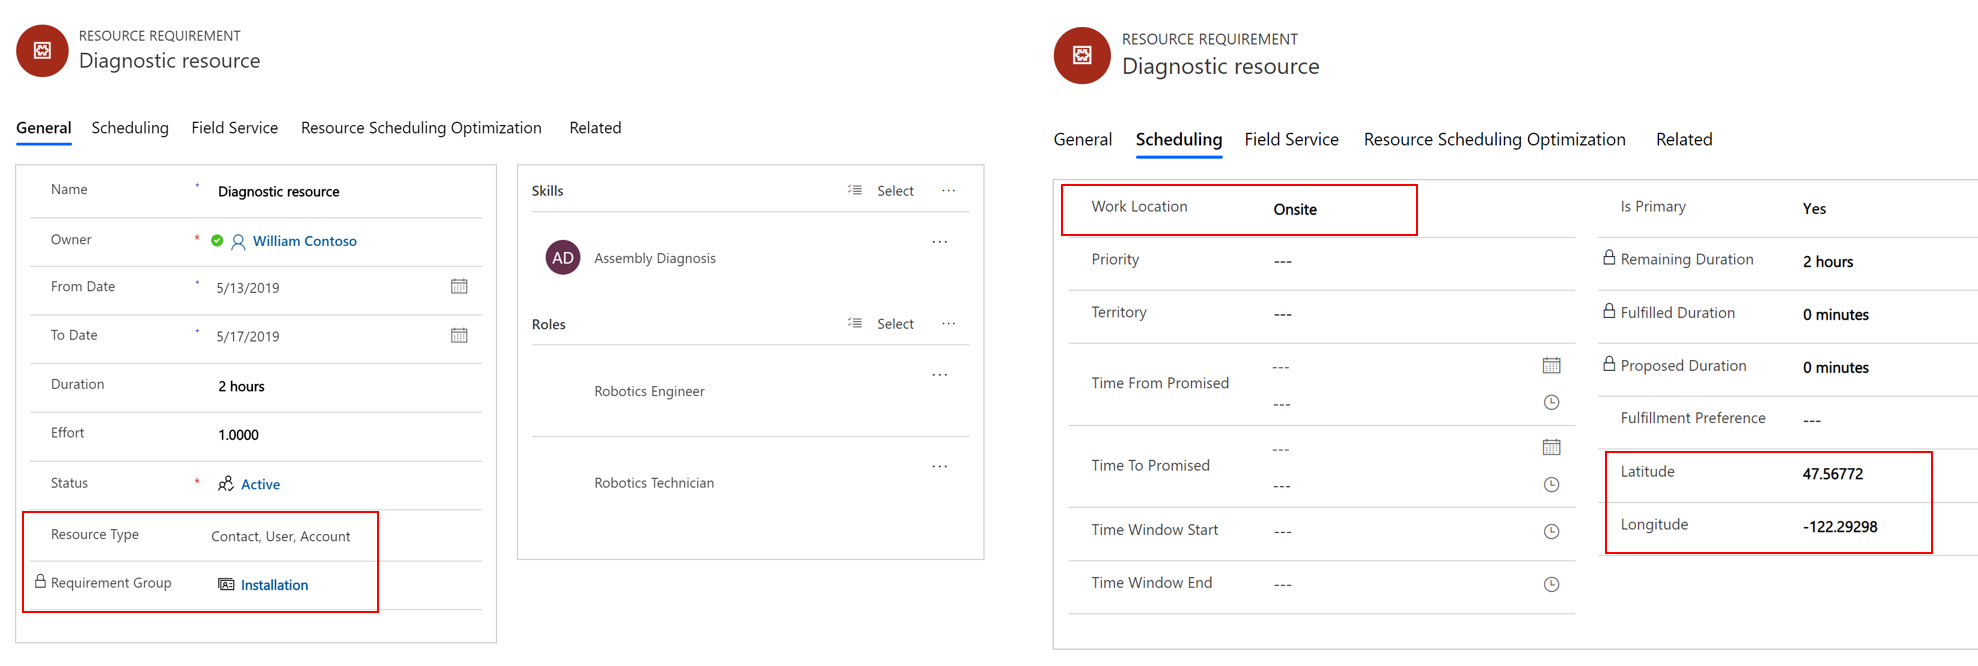 RESOURCE REQUIREMENT
Diagnostic resource
General Scheduling Field Service Resource Scheduling Optimization Related
Name * Diagnostic resource
Owner * William Contoso
From Date * 5/13/2019
To Date * 5/17/2019
Duration 2 hours
Effort 1.0000
Status * Active
Resource Type Contact, User, Account
Requirement Group Installation
Skills Select ...
AD Assembly Diagnosis ...
Roles Select ...
Robotics Engineer ...
Robotics Technician ...
RESOURCE REQUIREMENT
Diagnostic resource
General Scheduling Field Service Resource Scheduling Optimization Related
Work Location Onsite
Priority ---
Territory ---
Time From Promised ---
---
Time To Promised ---
---
Time Window Start ---
Time Window End ---
Is Primary Yes
Remaining Duration 2 hours
Fulfilled Duration 0 minutes
Proposed Duration 0 minutes
Fulfillment Preference ---
Latitude 47.56772
Longitude -122.29298